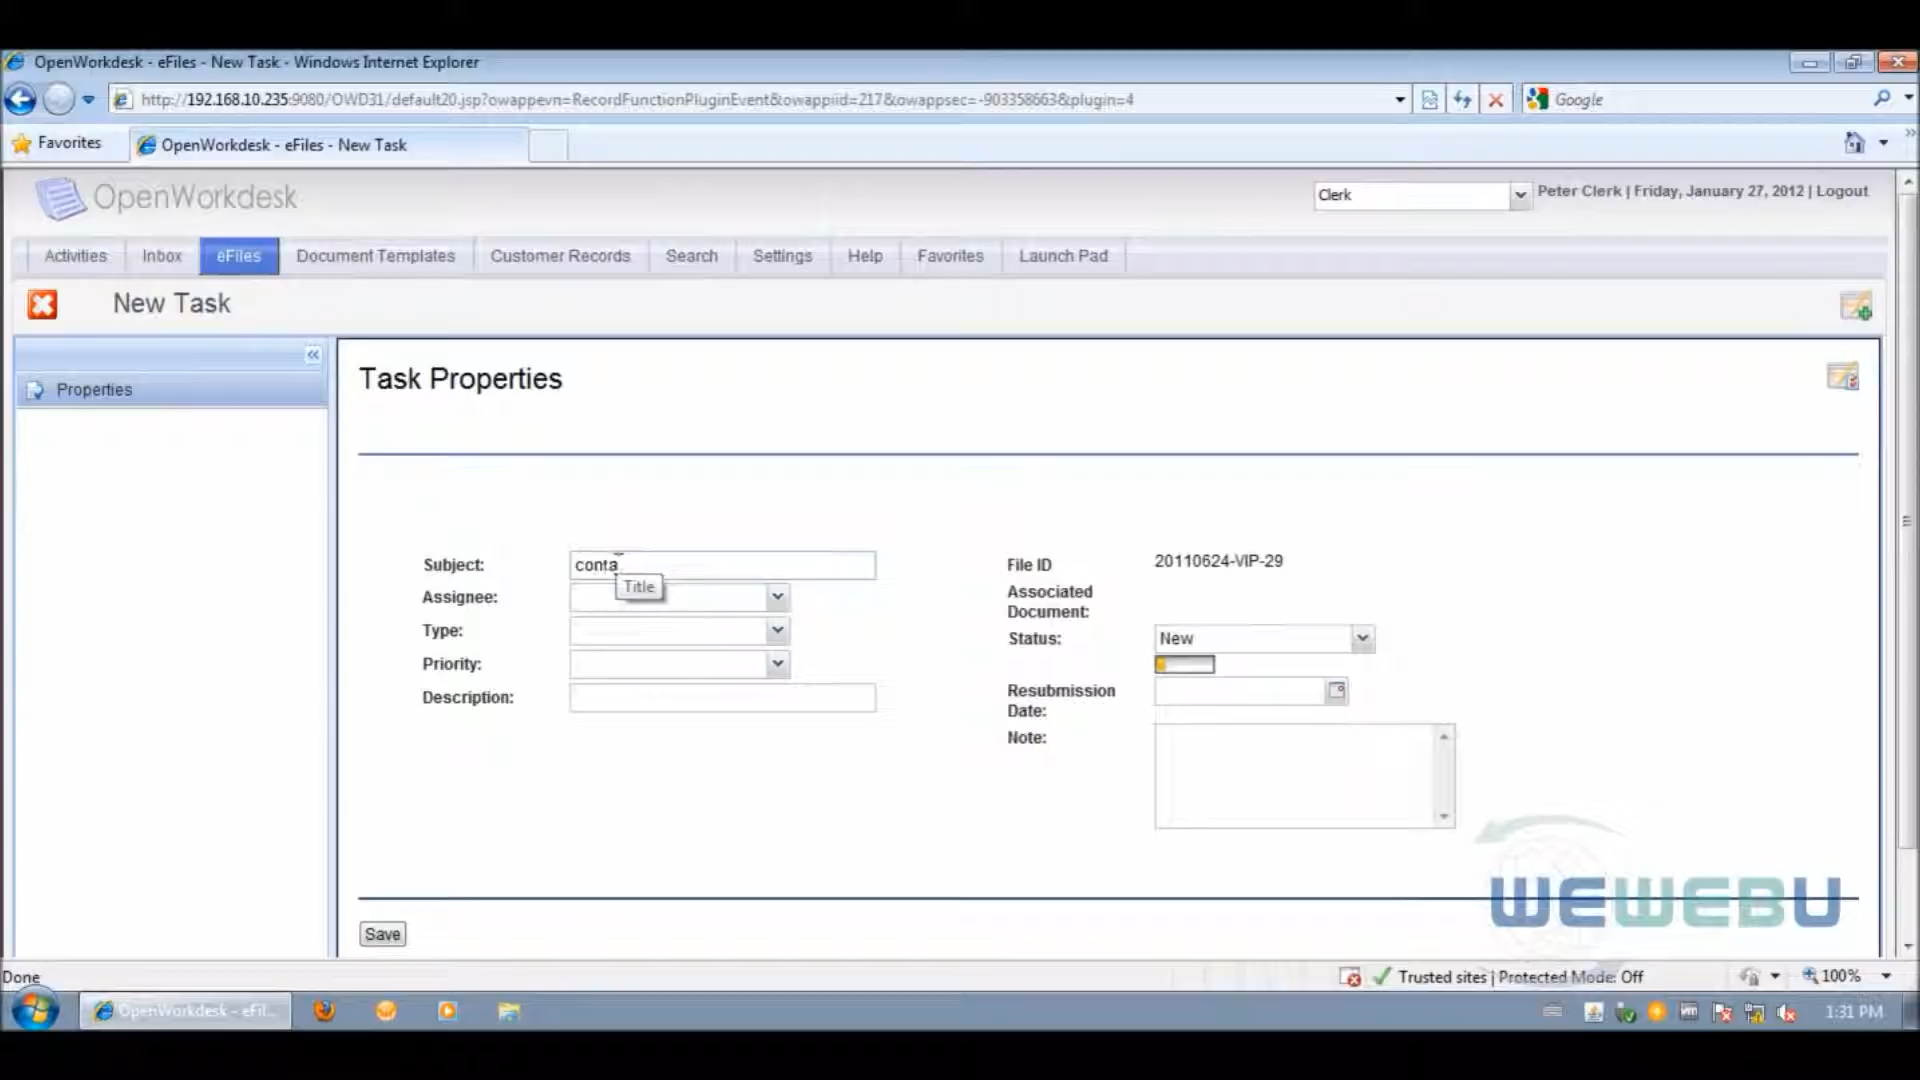 OpenWorkdesk - eFiles - New Task - Windows Internet Explorer
http://192.168.10.235:9080/OWD31/default20.jsp?owappevn=RecordFunctionPluginEvent&owappiid=217&owappsec=-903358663&plugin=4
Google
Favorites
OpenWorkdesk - eFiles - New Task
OpenWorkdesk
Clerk
Peter Clerk | Friday, January 27, 2012 | Logout
Activities
Inbox
eFiles
Document Templates
Customer Records
Search
Settings
Help
Favorites
Launch Pad
New Task
Properties
Task Properties
Subject:
conta
Title
Assignee:
Type:
Priority:
Description:
File ID
20110624-VIP-29
Associated
Document:
Status:
New
Resubmission
Date:
Note:
WEWEBU
Save
Done
Trusted sites | Protected Mode: Off
100%
OpenWorkdesk - eFil...
1:31 PM